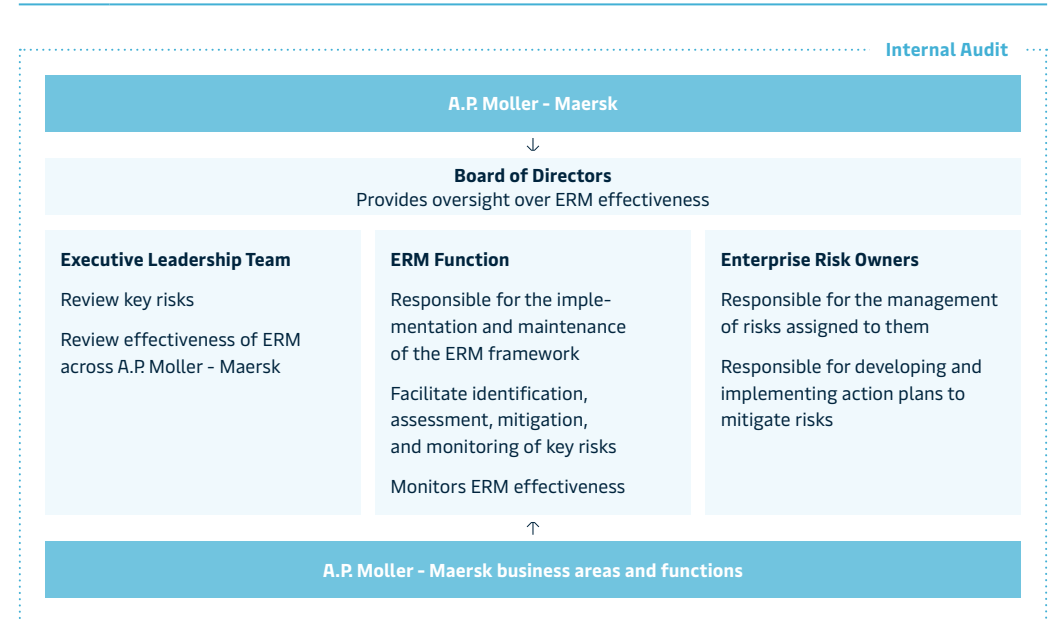 Internal Audit
A.P. Moller - Maersk
↓
Board of Directors
Provides oversight over ERM effectiveness
Executive Leadership Team
Review key risks
Review effectiveness of ERM
across A.P. Moller - Maersk
ERM Function
Responsible for the imple-
mentation and maintenance
of the ERM framework
Facilitate identification,
assessment, mitigation,
and monitoring of key risks
Monitors ERM effectiveness
Enterprise Risk Owners
Responsible for the management
of risks assigned to them
Responsible for developing and
implementing action plans to
mitigate risks
↑
A.P. Moller - Maersk business areas and functions